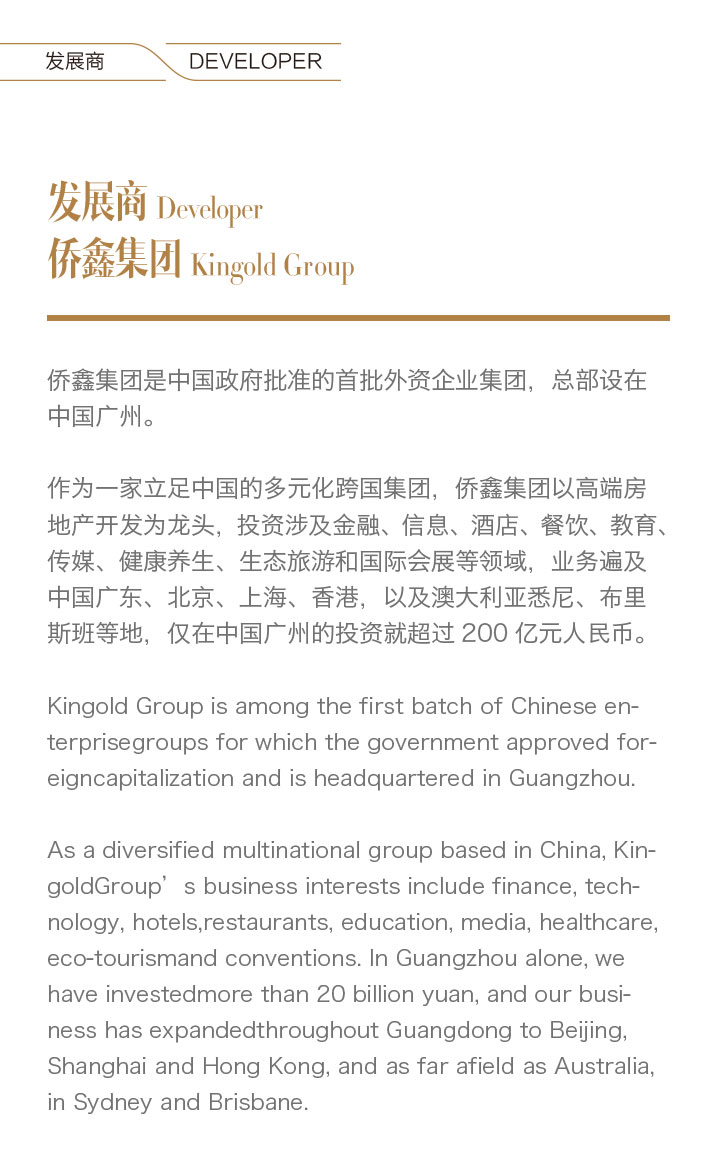 发展商 DEVELOPER
发展商 Developer
侨鑫集团 Kingold Group
侨鑫集团是中国政府批准的首批外资企业集团，总部设在
中国广州。
作为一家立足中国的多元化跨国集团，侨鑫集团以高端房
地产开发为龙头，投资涉及金融、信息、酒店、餐饮、教育、
传媒、健康养生、生态旅游和国际会展等领域，业务遍及
中国广东、北京、上海、香港，以及澳大利亚悉尼、布里
斯班等地，仅在中国广州的投资就超过 200 亿元人民币。
Kingold Group is among the first batch of Chinese en-
terprisegroups for which the government approved for-
eigncapitalization and is headquartered in Guangzhou.
As a diversified multinational group based in China, Kin-
goldGroup’s business interests include finance, tech-
nology, hotels,restaurants, education, media, healthcare,
eco-tourismand conventions. In Guangzhou alone, we
have investedmore than 20 billion yuan, and our busi-
ness has expandedthroughout Guangdong to Beijing,
Shanghai and Hong Kong, and as far afield as Australia,
in Sydney and Brisbane.